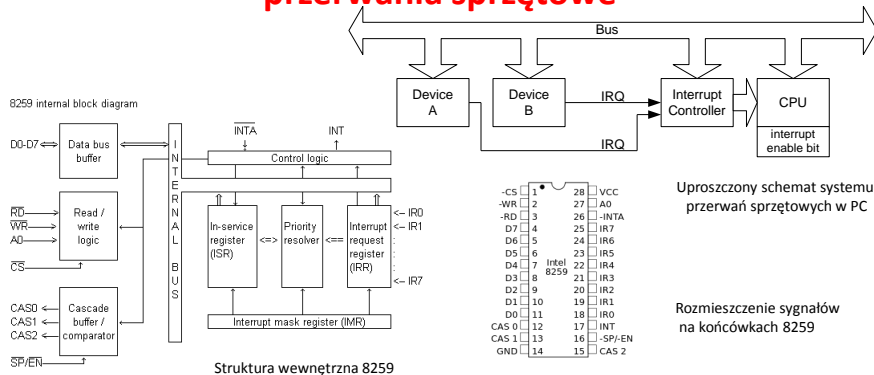 przerwania sprzętowe
Bus
Device A
Device B
IRQ
IRQ
Interrupt Controller
CPU
interrupt enable bit
Uproszczony schemat systemu
przerwań sprzętowych w PC
8259 internal block diagram
D0-D7
Data bus buffer
RD
WR
A0
CS
Read / write logic
CAS0
CAS1
CAS2
SP/EN
Cascade buffer / comparator
INTERNAL BUS
INTA
INT
Control logic
In-service register (ISR)
<=>
Priority resolver
<==
Interrupt request register (IRR)
<- IR0
<- IR1
:
:
<- IR7
Interrupt mask register (IMR)
Struktura wewnętrzna 8259
-CS 1 28 VCC
-WR 2 27 A0
-RD 3 26 -INTA
D7 4 25 IR7
D6 5 24 IR6
D5 6 23 IR5
D4 7 Intel 22 IR4
D3 8 8259 21 IR3
D2 9 20 IR2
D1 10 19 IR1
D0 11 18 IR0
CAS 0 12 17 INT
CAS 1 13 16 -SP/-EN
GND 14 15 CAS 2
Rozmieszczenie sygnałów
na końcówkach 8259